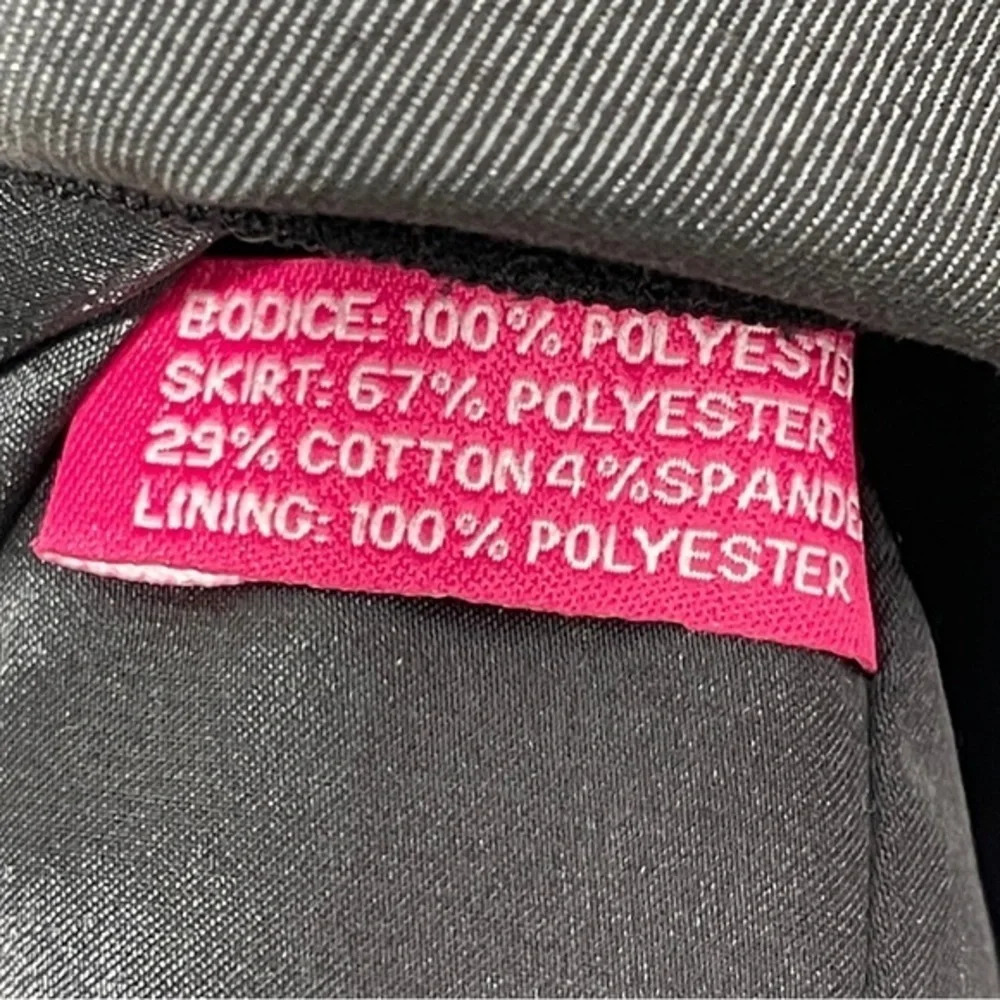 BODICE: 100% POLYESTE
SKIRT: 67% POLYESTER
29% COTTON 4%SPANDE
LINING: 100% POLYESTER